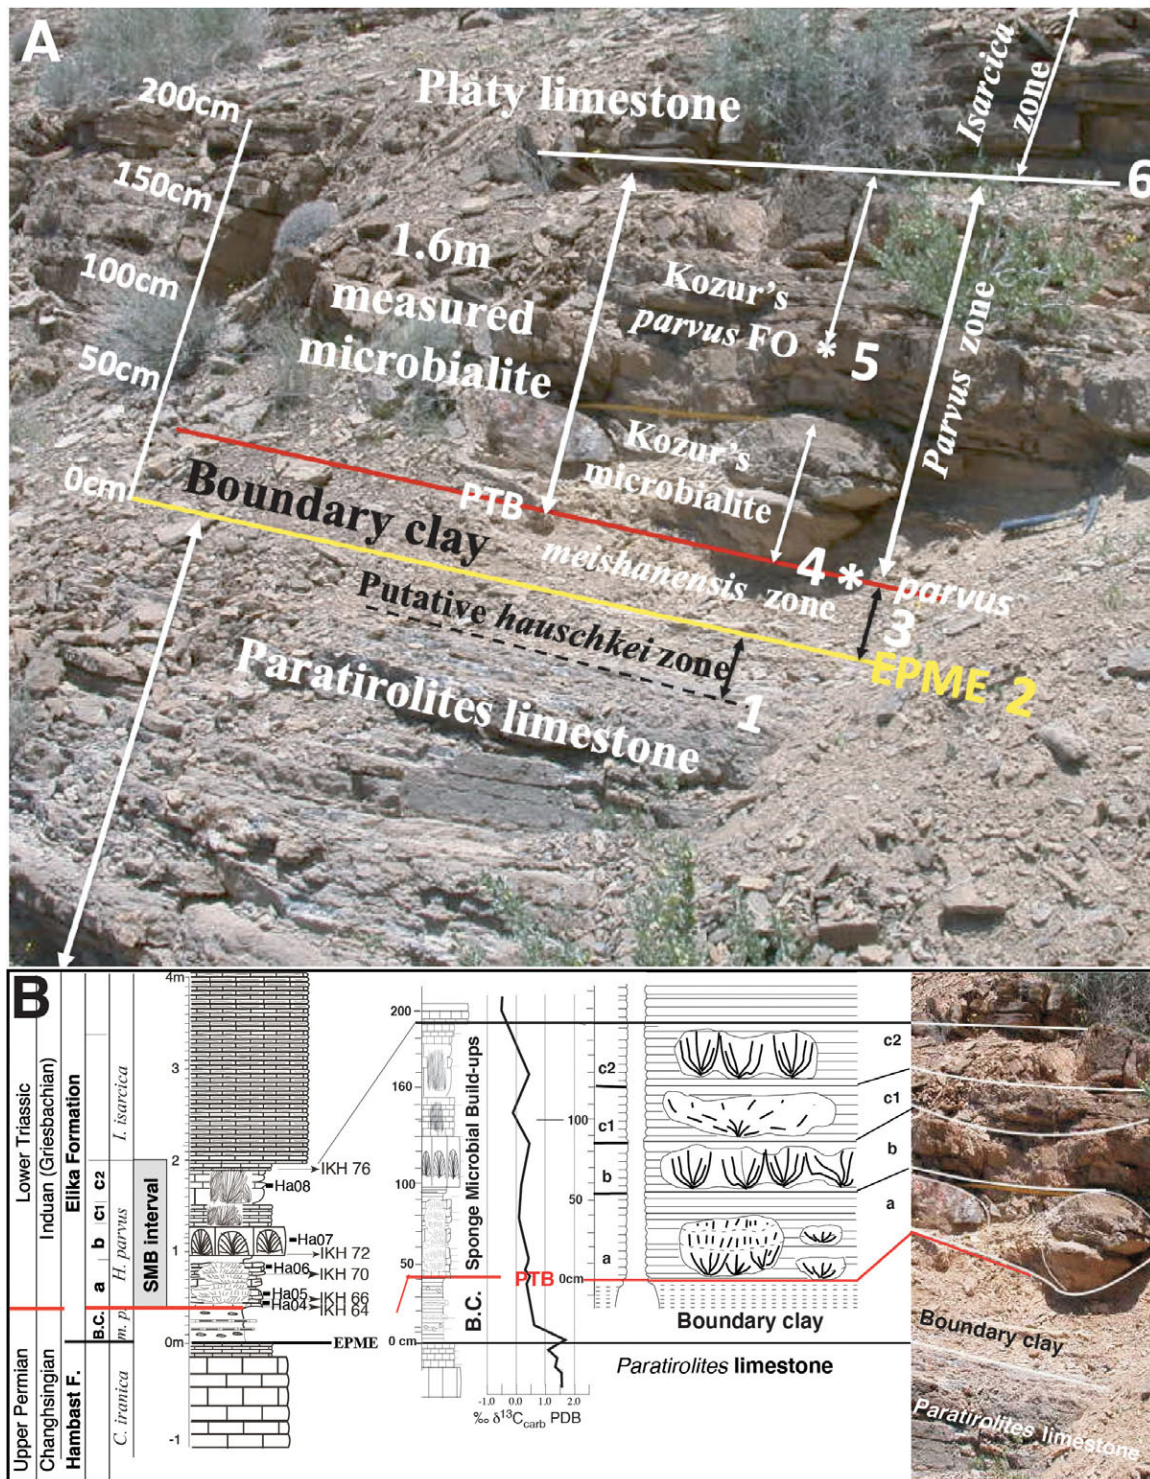 A
200cm
150cm
100cm
50cm
0cm
Platy limestone
Isarcica
zone
6
1.6m
measured
microbialite
Kozur's
parvus FO * 5
Parvus zone
Kozur's
microbialite
PTB
Boundary clay
meishanensis zone
4 * parvus
3
Putative hauschkei zone
EPME 2
1
Paratirolites limestone
B
Upper Permian
Lower Triassic
Changhsingian
Induan (Griesbachian)
Hambast F.
Elika Formation
B.C.
a
b
c1
c2
C. iranica
m. p.
H. parvus
I. isarcica
SMB interval
4m
3
2
1
0m
-1
IKH 76
Ha08
Ha07
IKH 72
Ha06
IKH 70
Ha05
IKH 66
Ha04
IKH 64
EPME
200
160
100
50
0 cm
B.C.
Sponge Microbial Build-ups
-1.0 0.0 1.0 2.0
‰ δ13Ccarb PDB
PTB
100
50
0cm
c2
c1
b
a
Boundary clay
Paratirolites limestone
c2
c1
b
a
Boundary clay
Paratirolites limestone